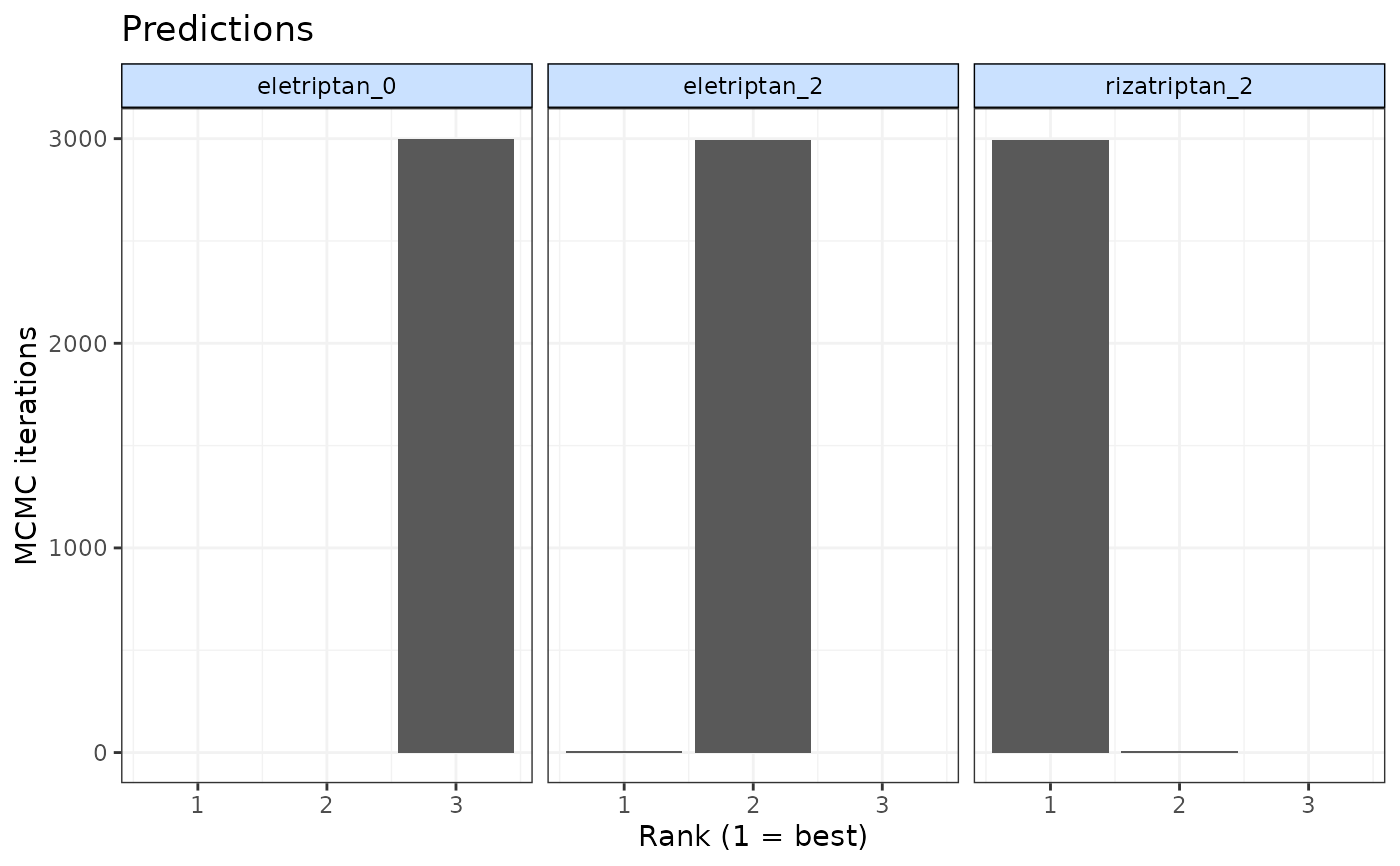 Predictions
eletriptan_0 eletriptan_2 rizatriptan_2
MCMC iterations
3000
2000
1000
0
1 2 3 1 2 3 1 2 3
Rank (1 = best)